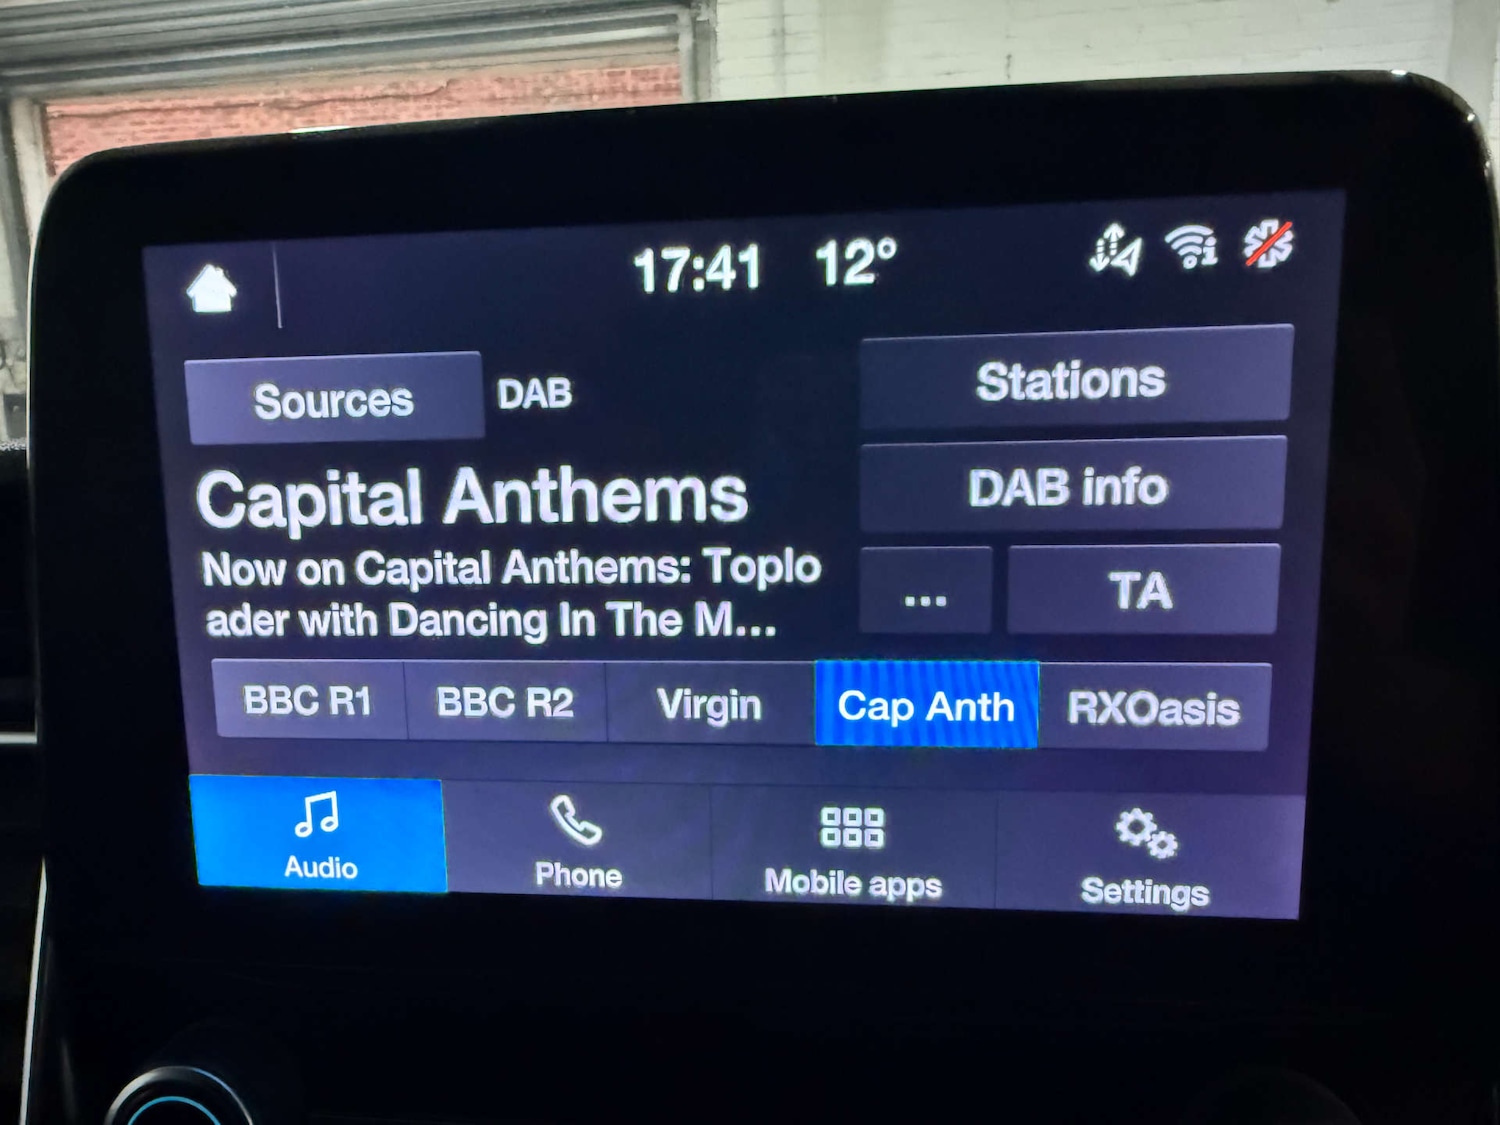 17:41 12°
Sources DAB
Stations
Capital Anthems
DAB info
Now on Capital Anthems: Toplo
ader with Dancing In The M...
... TA
BBC R1 BBC R2 Virgin Cap Anth RXOasis
Audio Phone Mobile apps Settings